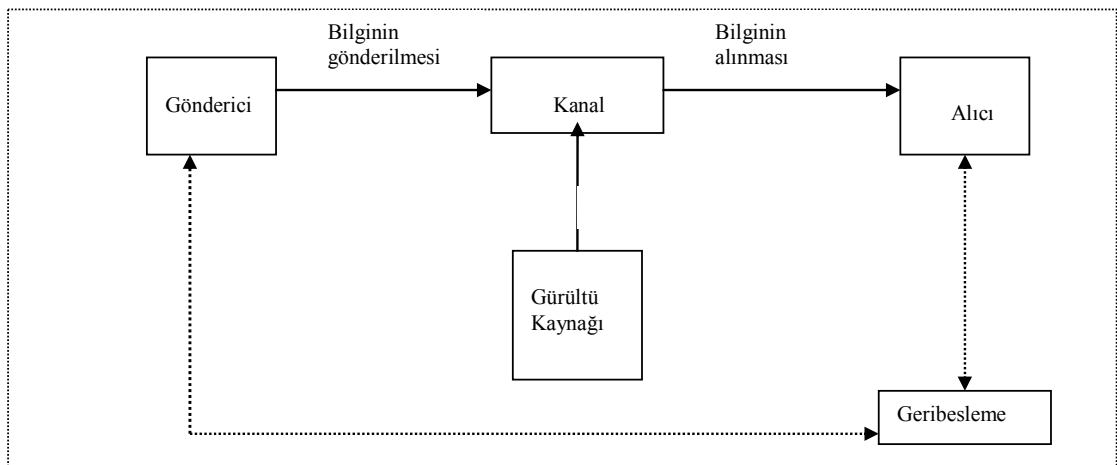 Bilginin
gönderilmesi
Bilginin
alınması
Gönderici
Kanal
Alıcı
Gürültü
Kaynağı
Geribesleme